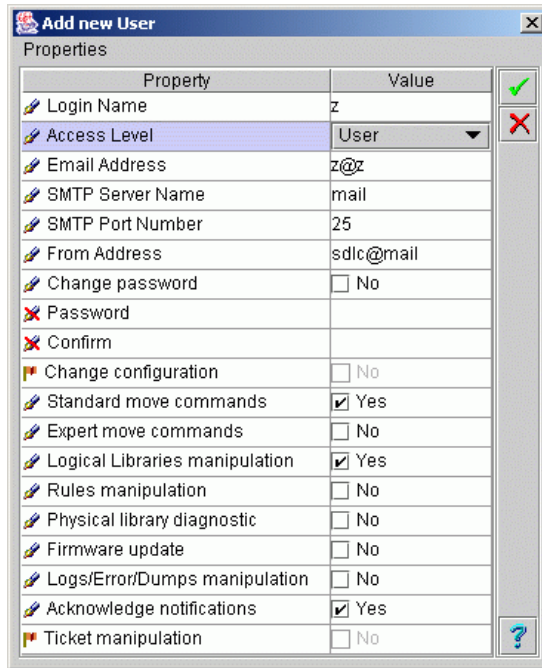 Add new User
Properties
Property Value
Login Name z
Access Level User
Email Address z@z
SMTP Server Name mail
SMTP Port Number 25
From Address sdlc@mail
Change password No
Password
Confirm
Change configuration No
Standard move commands Yes
Expert move commands No
Logical Libraries manipulation Yes
Rules manipulation No
Physical library diagnostic No
Firmware update No
Logs/Error/Dumps manipulation No
Acknowledge notifications Yes
Ticket manipulation No
?